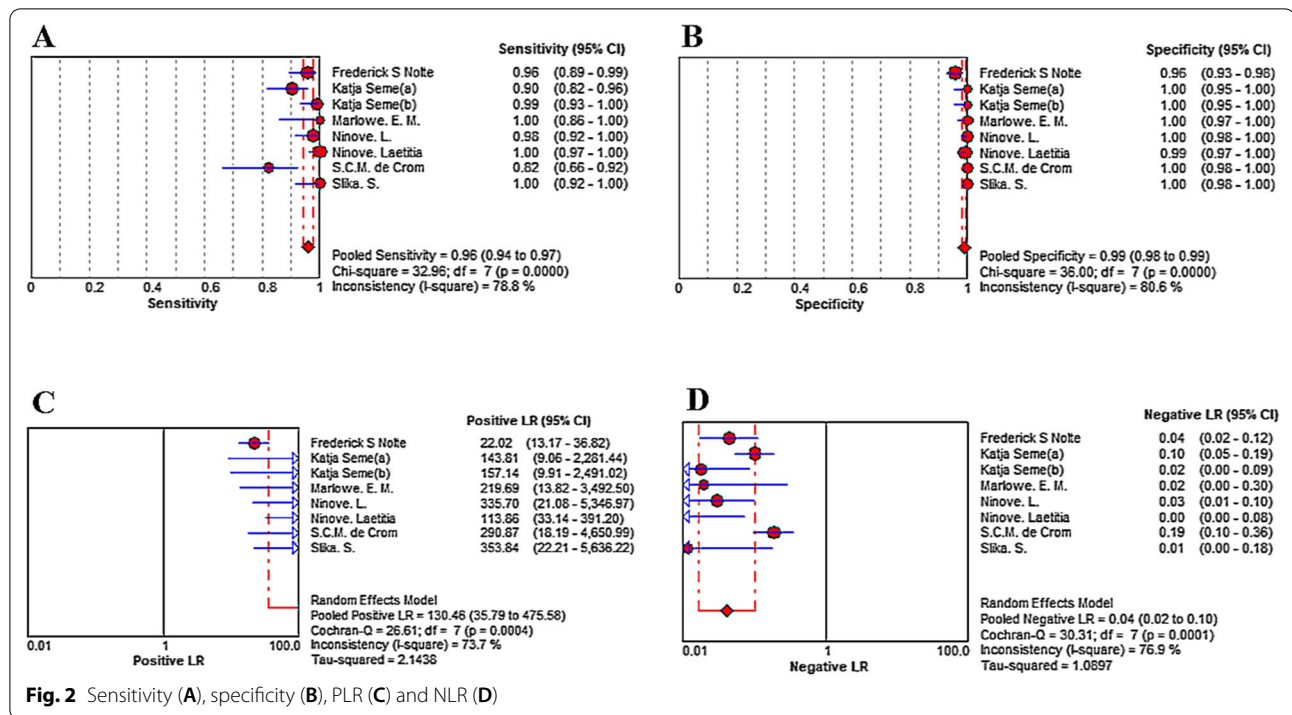 A
Sensitivity (95% CI)
Frederick S Nolte 0.96 (0.89 - 0.99)
Katja Seme(a) 0.90 (0.82 - 0.96)
Katja Seme(b) 0.99 (0.93 - 1.00)
Marlowe. E. M. 1.00 (0.86 - 1.00)
Ninove. L. 0.98 (0.92 - 1.00)
Ninove. Laetitia 1.00 (0.97 - 1.00)
S.C.M. de Crom 0.82 (0.66 - 0.92)
Slika. S. 1.00 (0.92 - 1.00)
Pooled Sensitivity = 0.96 (0.94 to 0.97)
Chi-square = 32.96; df = 7 (p = 0.0000)
Inconsistency (I-square) = 78.8 %
0 0.2 0.4 0.6 0.8 1
Sensitivity
B
Specificity (95% CI)
Frederick S Nolte 0.96 (0.93 - 0.98)
Katja Seme(a) 1.00 (0.95 - 1.00)
Katja Seme(b) 1.00 (0.95 - 1.00)
Marlowe. E. M. 1.00 (0.97 - 1.00)
Ninove. L. 1.00 (0.98 - 1.00)
Ninove. Laetitia 0.99 (0.97 - 1.00)
S.C.M. de Crom 1.00 (0.98 - 1.00)
Slika. S. 1.00 (0.98 - 1.00)
Pooled Specificity = 0.99 (0.98 to 0.99)
Chi-square = 36.00; df = 7 (p = 0.0000)
Inconsistency (I-square) = 80.6 %
0 0.2 0.4 0.6 0.8 1
Specificity
C
Positive LR (95% CI)
Frederick S Nolte 22.02 (13.17 - 36.82)
Katja Seme(a) 143.81 (9.06 - 2,281.44)
Katja Seme(b) 157.14 (9.91 - 2,491.02)
Marlowe. E. M. 219.69 (13.82 - 3,492.50)
Ninove. L. 335.70 (21.08 - 5,346.97)
Ninove. Laetitia 113.86 (33.14 - 391.20)
S.C.M. de Crom 290.87 (18.19 - 4,650.99)
Slika. S. 353.84 (22.21 - 5,636.22)
Random Effects Model
Pooled Positive LR = 130.46 (35.79 to 475.58)
Cochran-Q = 26.61; df = 7 (p = 0.0004)
Inconsistency (I-square) = 73.7 %
Tau-squared = 2.1438
0.01 1 100.0
Positive LR
D
Negative LR (95% CI)
Frederick S Nolte 0.04 (0.02 - 0.12)
Katja Seme(a) 0.10 (0.05 - 0.19)
Katja Seme(b) 0.02 (0.00 - 0.09)
Marlowe. E. M. 0.02 (0.00 - 0.30)
Ninove. L. 0.03 (0.01 - 0.10)
Ninove. Laetitia 0.00 (0.00 - 0.08)
S.C.M. de Crom 0.19 (0.10 - 0.36)
Slika. S. 0.01 (0.00 - 0.18)
Random Effects Model
Pooled Negative LR = 0.04 (0.02 to 0.10)
Cochran-Q = 30.31; df = 7 (p = 0.0001)
Inconsistency (I-square) = 76.9 %
Tau-squared = 1.0897
0.01 1 100.0
Negative LR
Fig. 2 Sensitivity (A), specificity (B), PLR (C) and NLR (D)